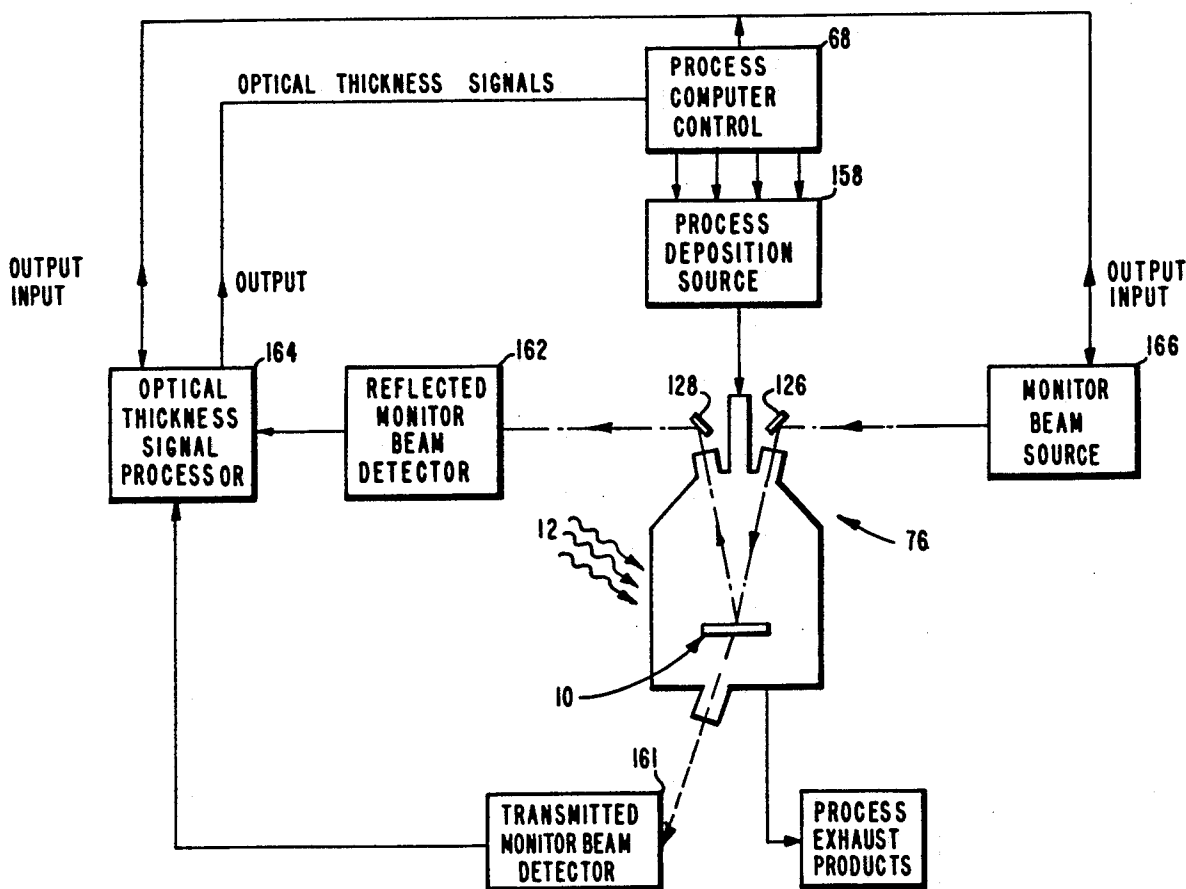 68
PROCESS
COMPUTER
CONTROL
OPTICAL THICKNESS SIGNALS
158
PROCESS
DEPOSITION
SOURCE
OUTPUT
INPUT
OUTPUT
OUTPUT
INPUT
164
OPTICAL
THICKNESS
SIGNAL
PROCESSOR
162
REFLECTED
MONITOR
BEAM
DETECTOR
128
126
166
MONITOR
BEAM
SOURCE
12
76
10
161
TRANSMITTED
MONITOR BEAM
DETECTOR
PROCESS
EXHAUST
PRODUCTS